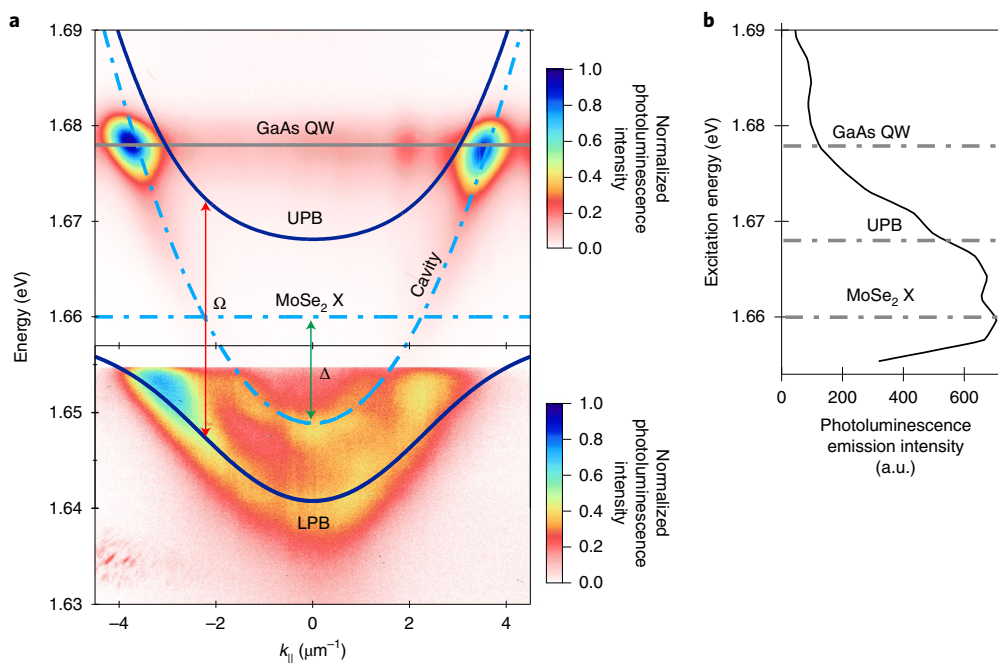 a
1.69
1.68
1.67
1.66
1.65
1.64
1.63
Energy (eV)
−4
−2
0
2
4
k|| (μm−1)
GaAs QW
UPB
Cavity
MoSe2 X
Ω
Δ
LPB
1.0
0.8
0.6
0.4
0.2
0.0
Normalized
photoluminescence
intensity
1.0
0.8
0.6
0.4
0.2
0.0
Normalized
photoluminescence
intensity
b
1.69
1.68
1.67
1.66
Excitation energy (eV)
GaAs QW
UPB
MoSe2 X
0
200
400
600
Photoluminescence
emission intensity
(a.u.)